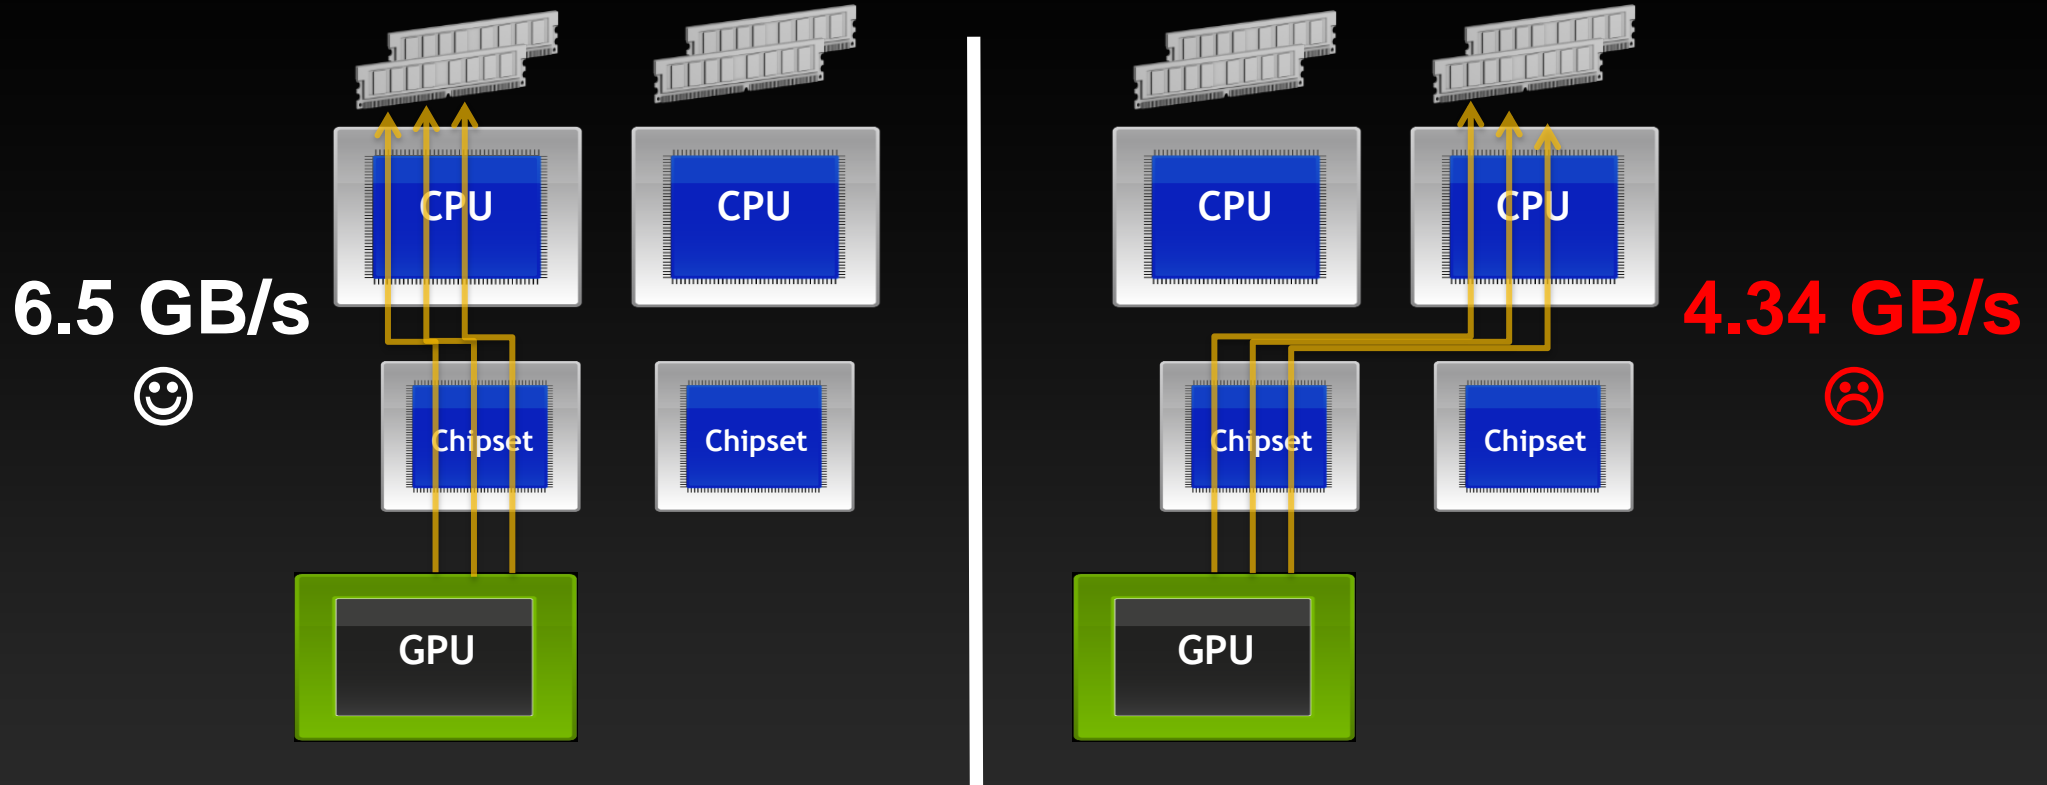 CPU
CPU
6.5 GB/s
Chipset
Chipset
GPU
CPU
CPU
4.34 GB/s
Chipset
Chipset
GPU